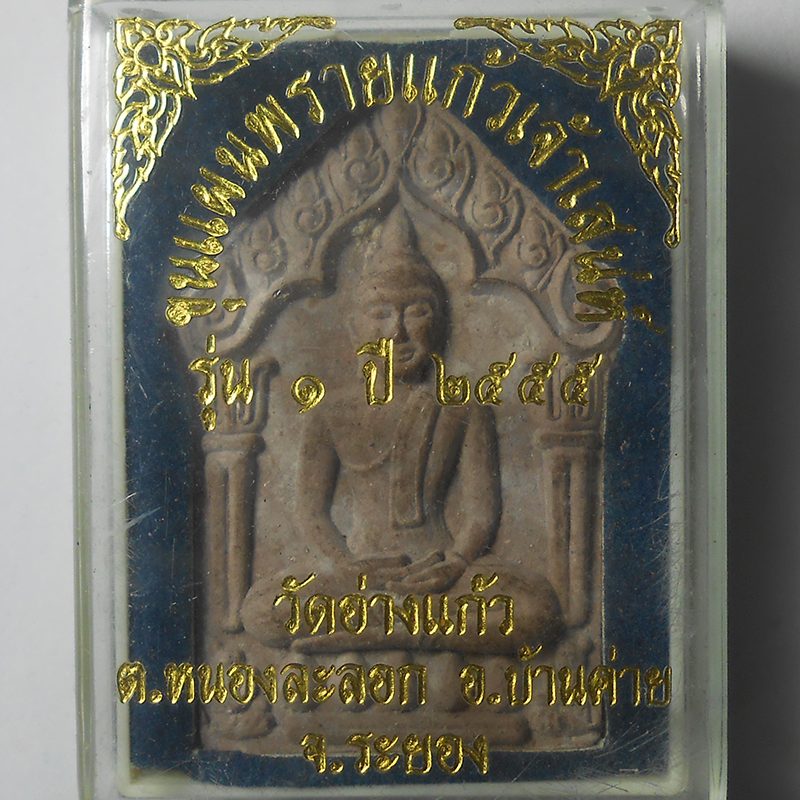 ขุนแผนพรายแก้วเจ้าเสน่ห์
รุ่น ๑ ปี ๒๕๕๕
วัดอ่างแก้ว
ต.หนองละลอก อ.บ้านค่าย
จ.ระยอง